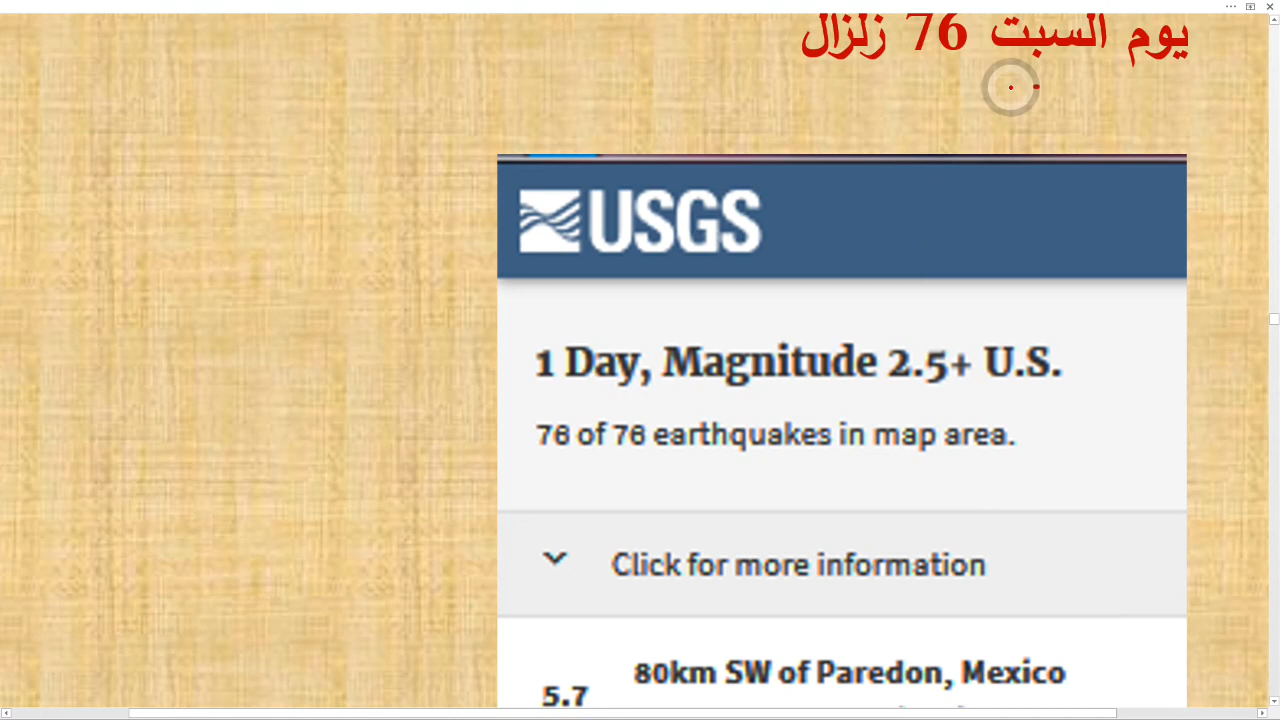 يوم السبت 76 زلزال
USGS
1 Day, Magnitude 2.5+ U.S.
76 of 76 earthquakes in map area.
Click for more information
80km SW of Paredon, Mexico
5.7